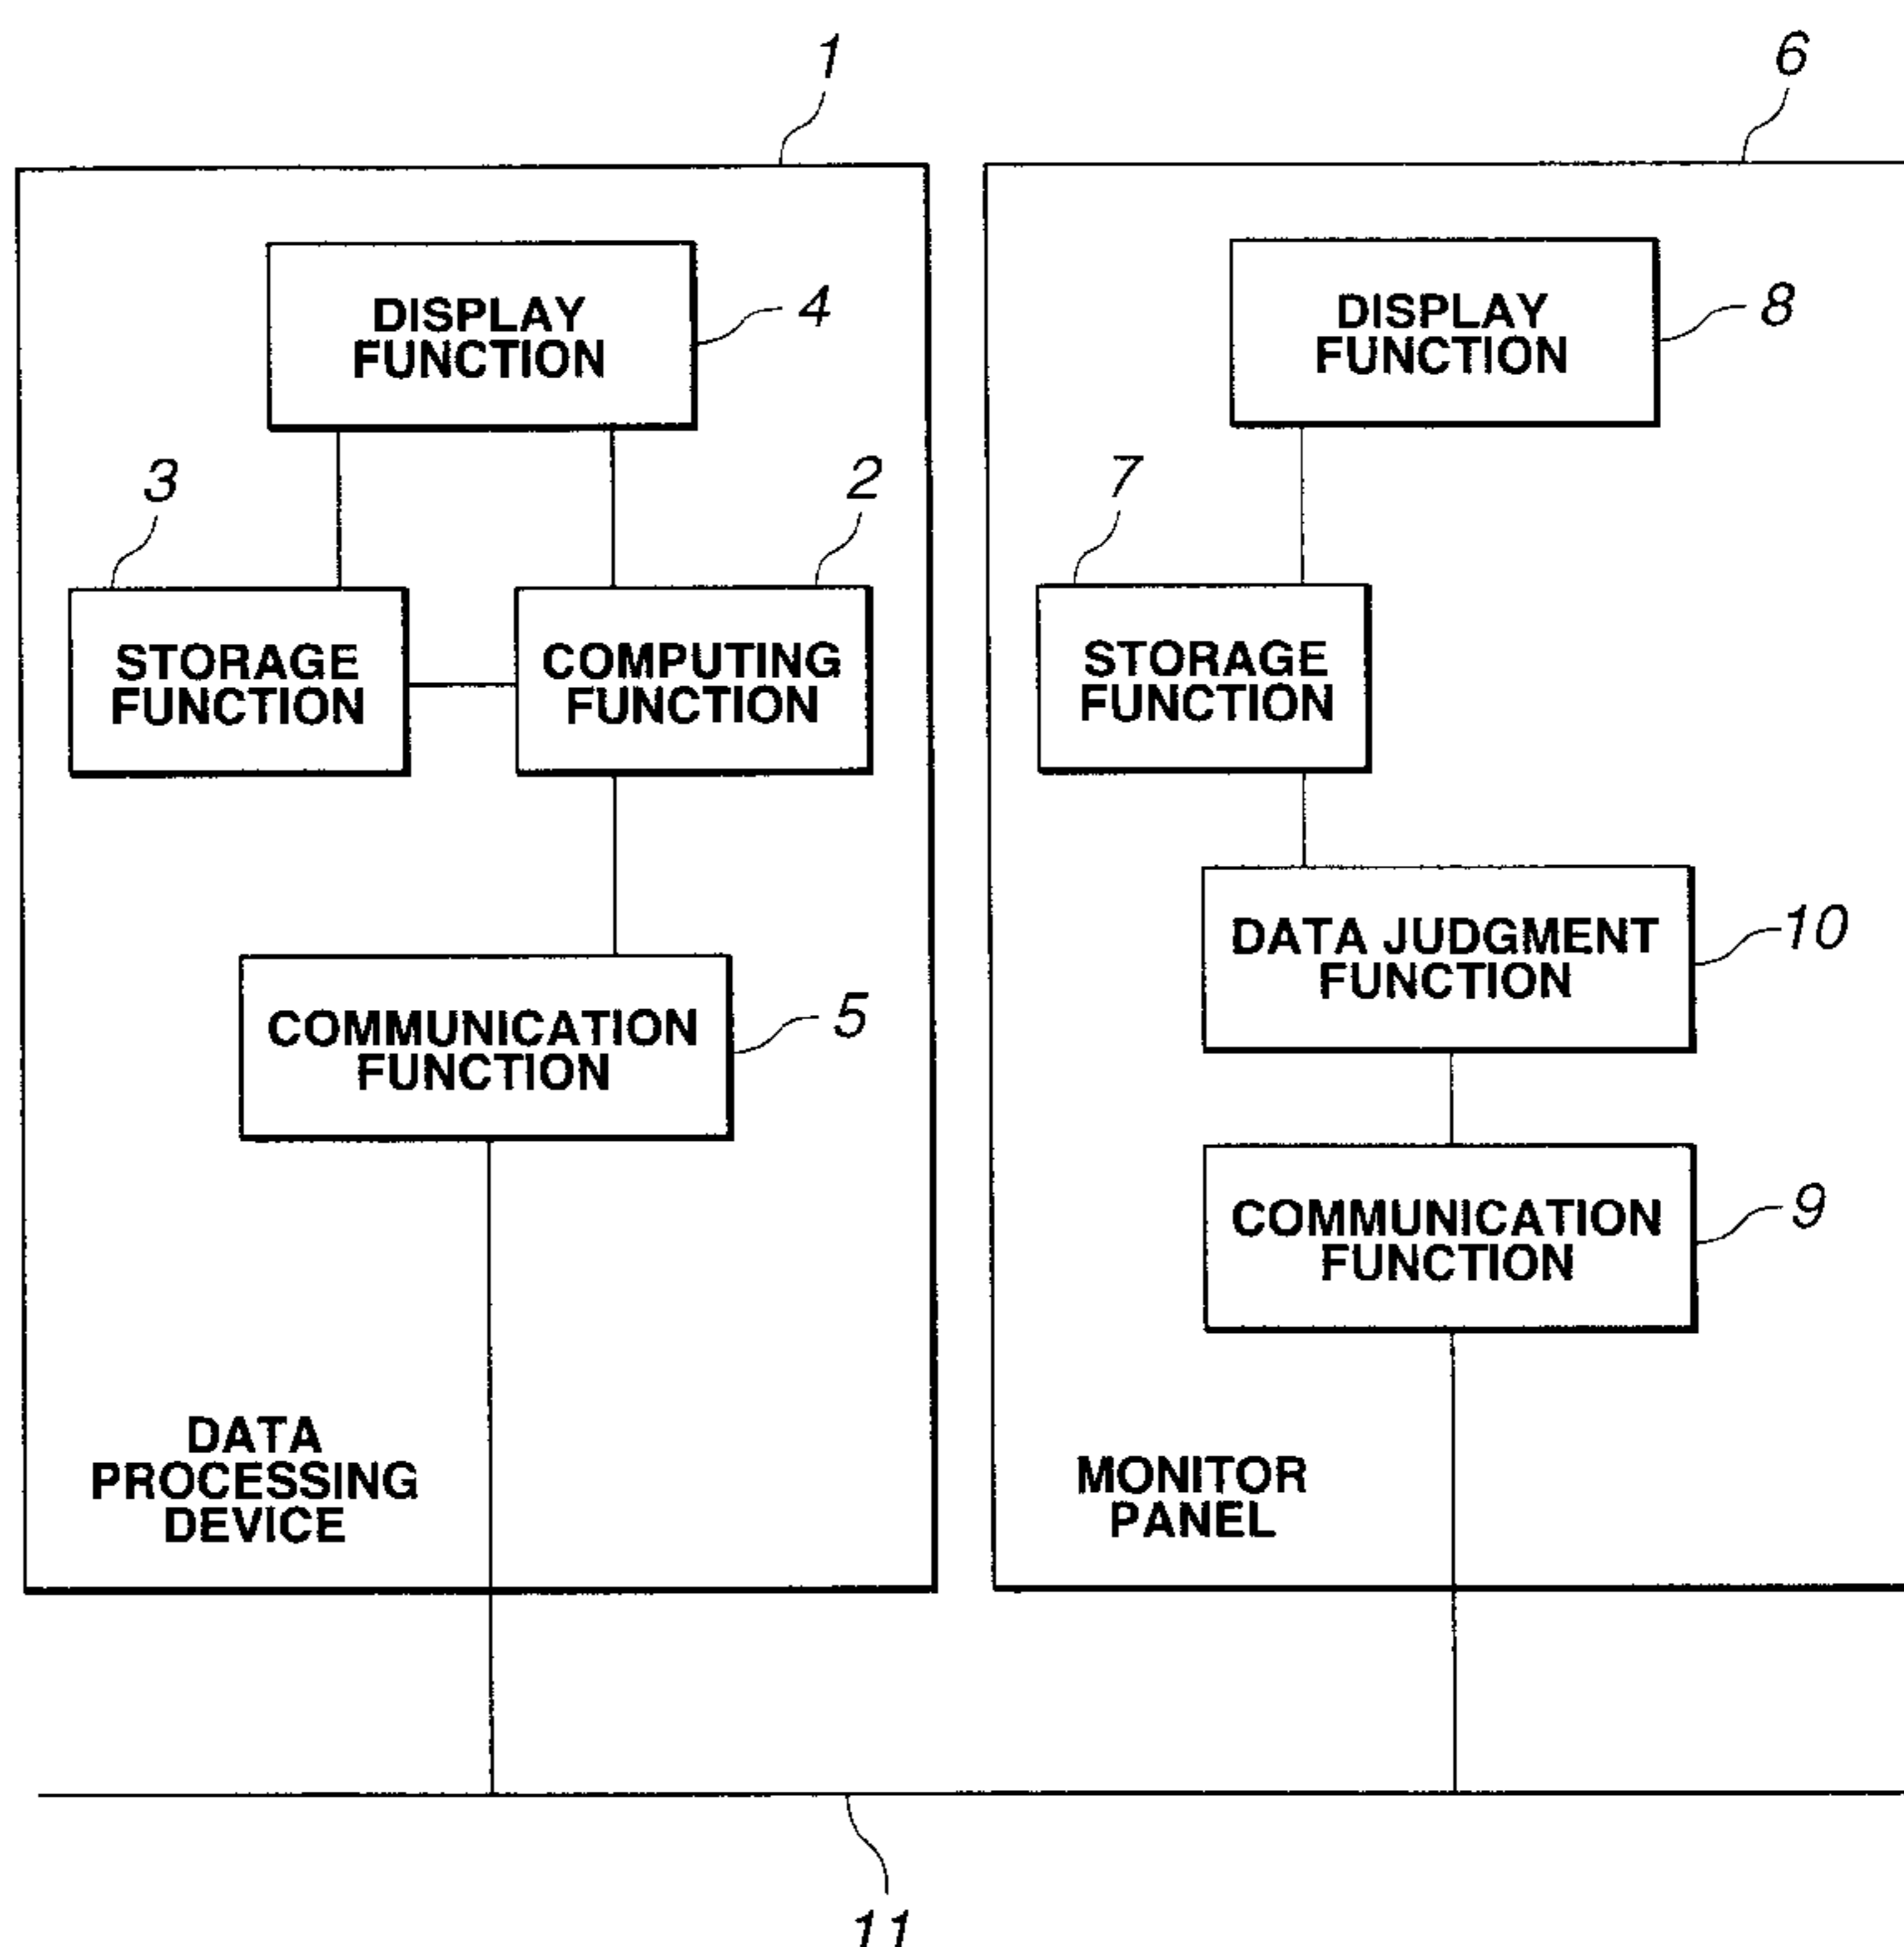 1
6
DISPLAY
FUNCTION
4
DISPLAY
FUNCTION
8
3
2
7
STORAGE
FUNCTION
COMPUTING
FUNCTION
STORAGE
FUNCTION
DATA JUDGMENT
FUNCTION
10
COMMUNICATION
FUNCTION
5
COMMUNICATION
FUNCTION
9
DATA
PROCESSING
DEVICE
MONITOR
PANEL
11